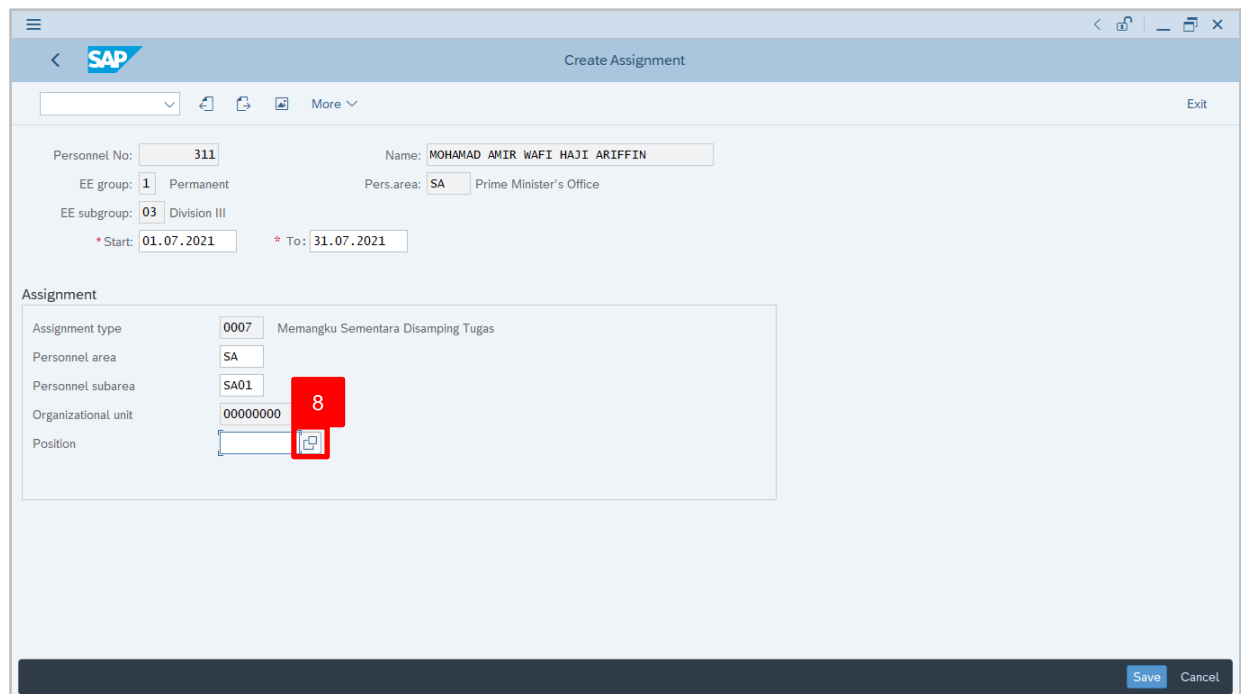 SAP
Create Assignment
More
Exit
Personnel No: 311 Name: MOHAMAD AMIR WAFI HAJI ARIFFIN
EE group: 1 Permanent Pers.area: SA Prime Minister's Office
EE subgroup: 03 Division III
* Start: 01.07.2021 * To: 31.07.2021
Assignment
Assignment type 0007 Memangku Sementara Disamping Tugas
Personnel area SA
Personnel subarea SA01
8
Organizational unit 00000000
Position
Save Cancel